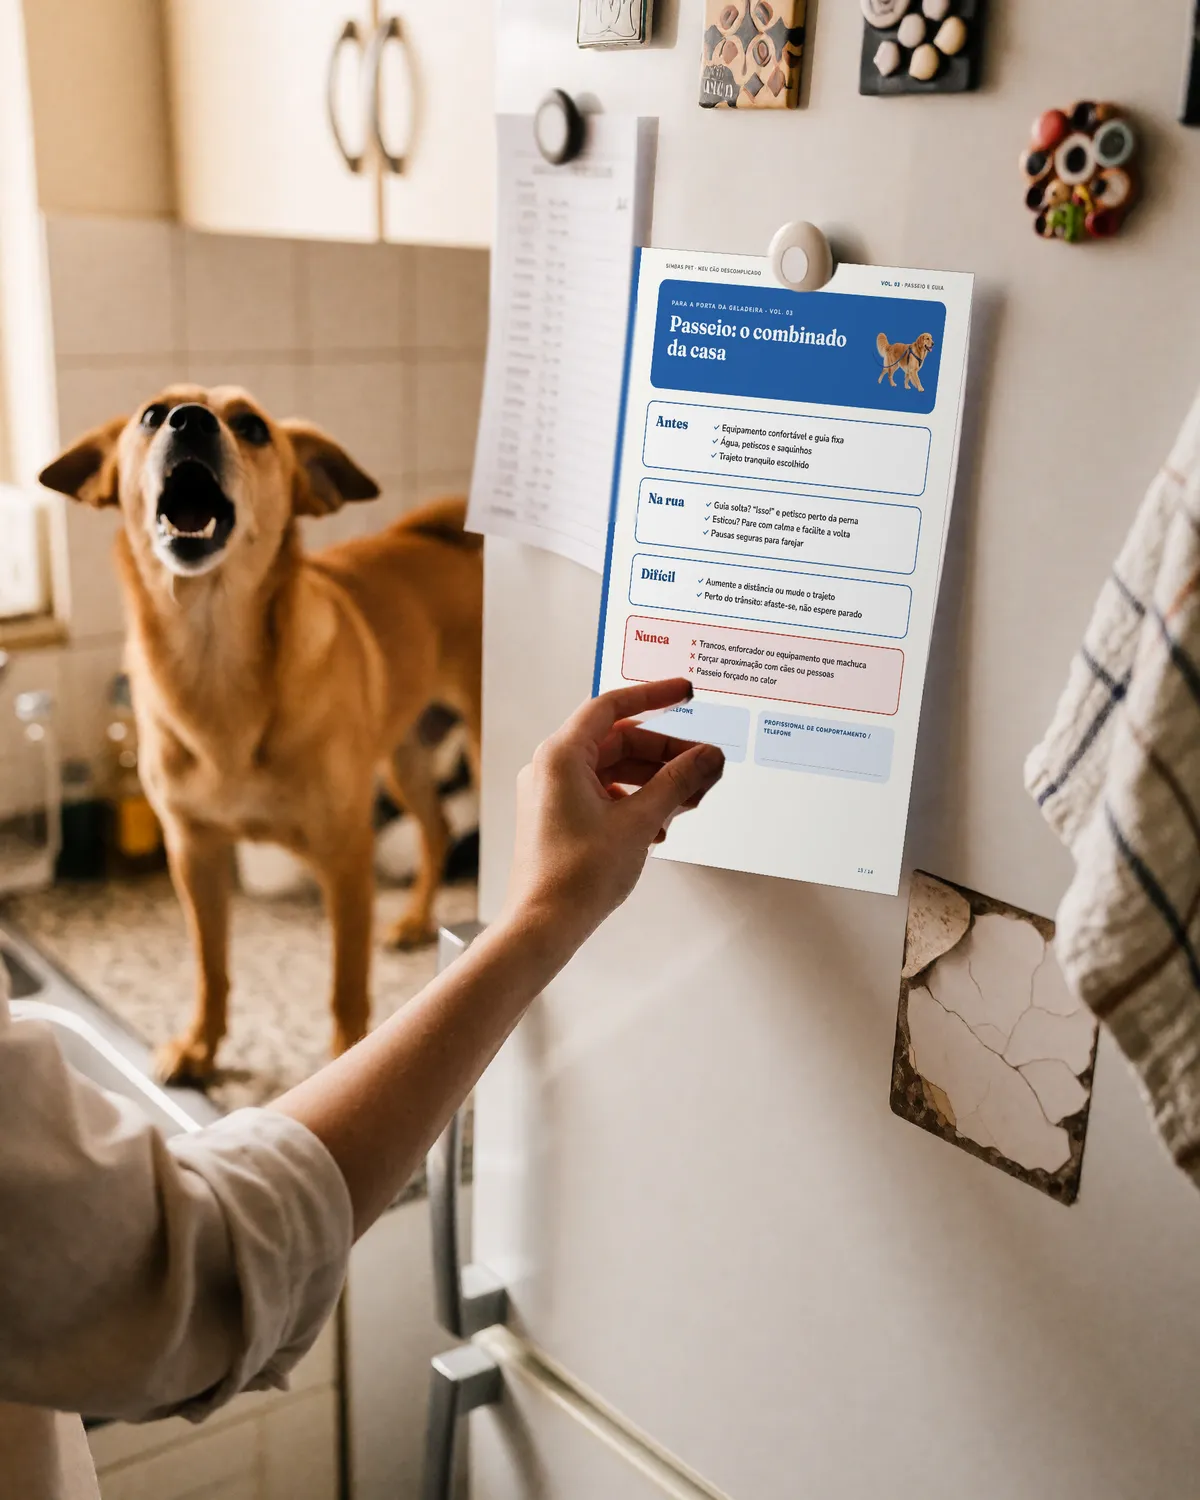 SIMBAS PET · MEU CÃO DESCOMPLICADO
VOL. 03 · PASSEIO E GUIA
PARA A PORTA DA GELADEIRA · VOL. 03
Passeio: o combinado
da casa
Antes
✓ Equipamento confortável e guia fixa
✓ Água, petiscos e saquinhos
✓ Trajeto tranquilo escolhido
Na rua
✓ Guia solta? "Isso!" e petisco perto da perna
✓ Esticou? Pare com calma e facilite a volta
✓ Pausas seguras para farejar
Difícil
✓ Aumente a distância ou mude o trajeto
✓ Perto do trânsito: afaste-se, não espere parado
Nunca
✗ Trancos, enforcador ou equipamento que machuca
✗ Forçar aproximação com cães ou pessoas
✗ Passeio forçado no calor
PROFISSIONAL DE COMPORTAMENTO /
TELEFONE
13 / 14